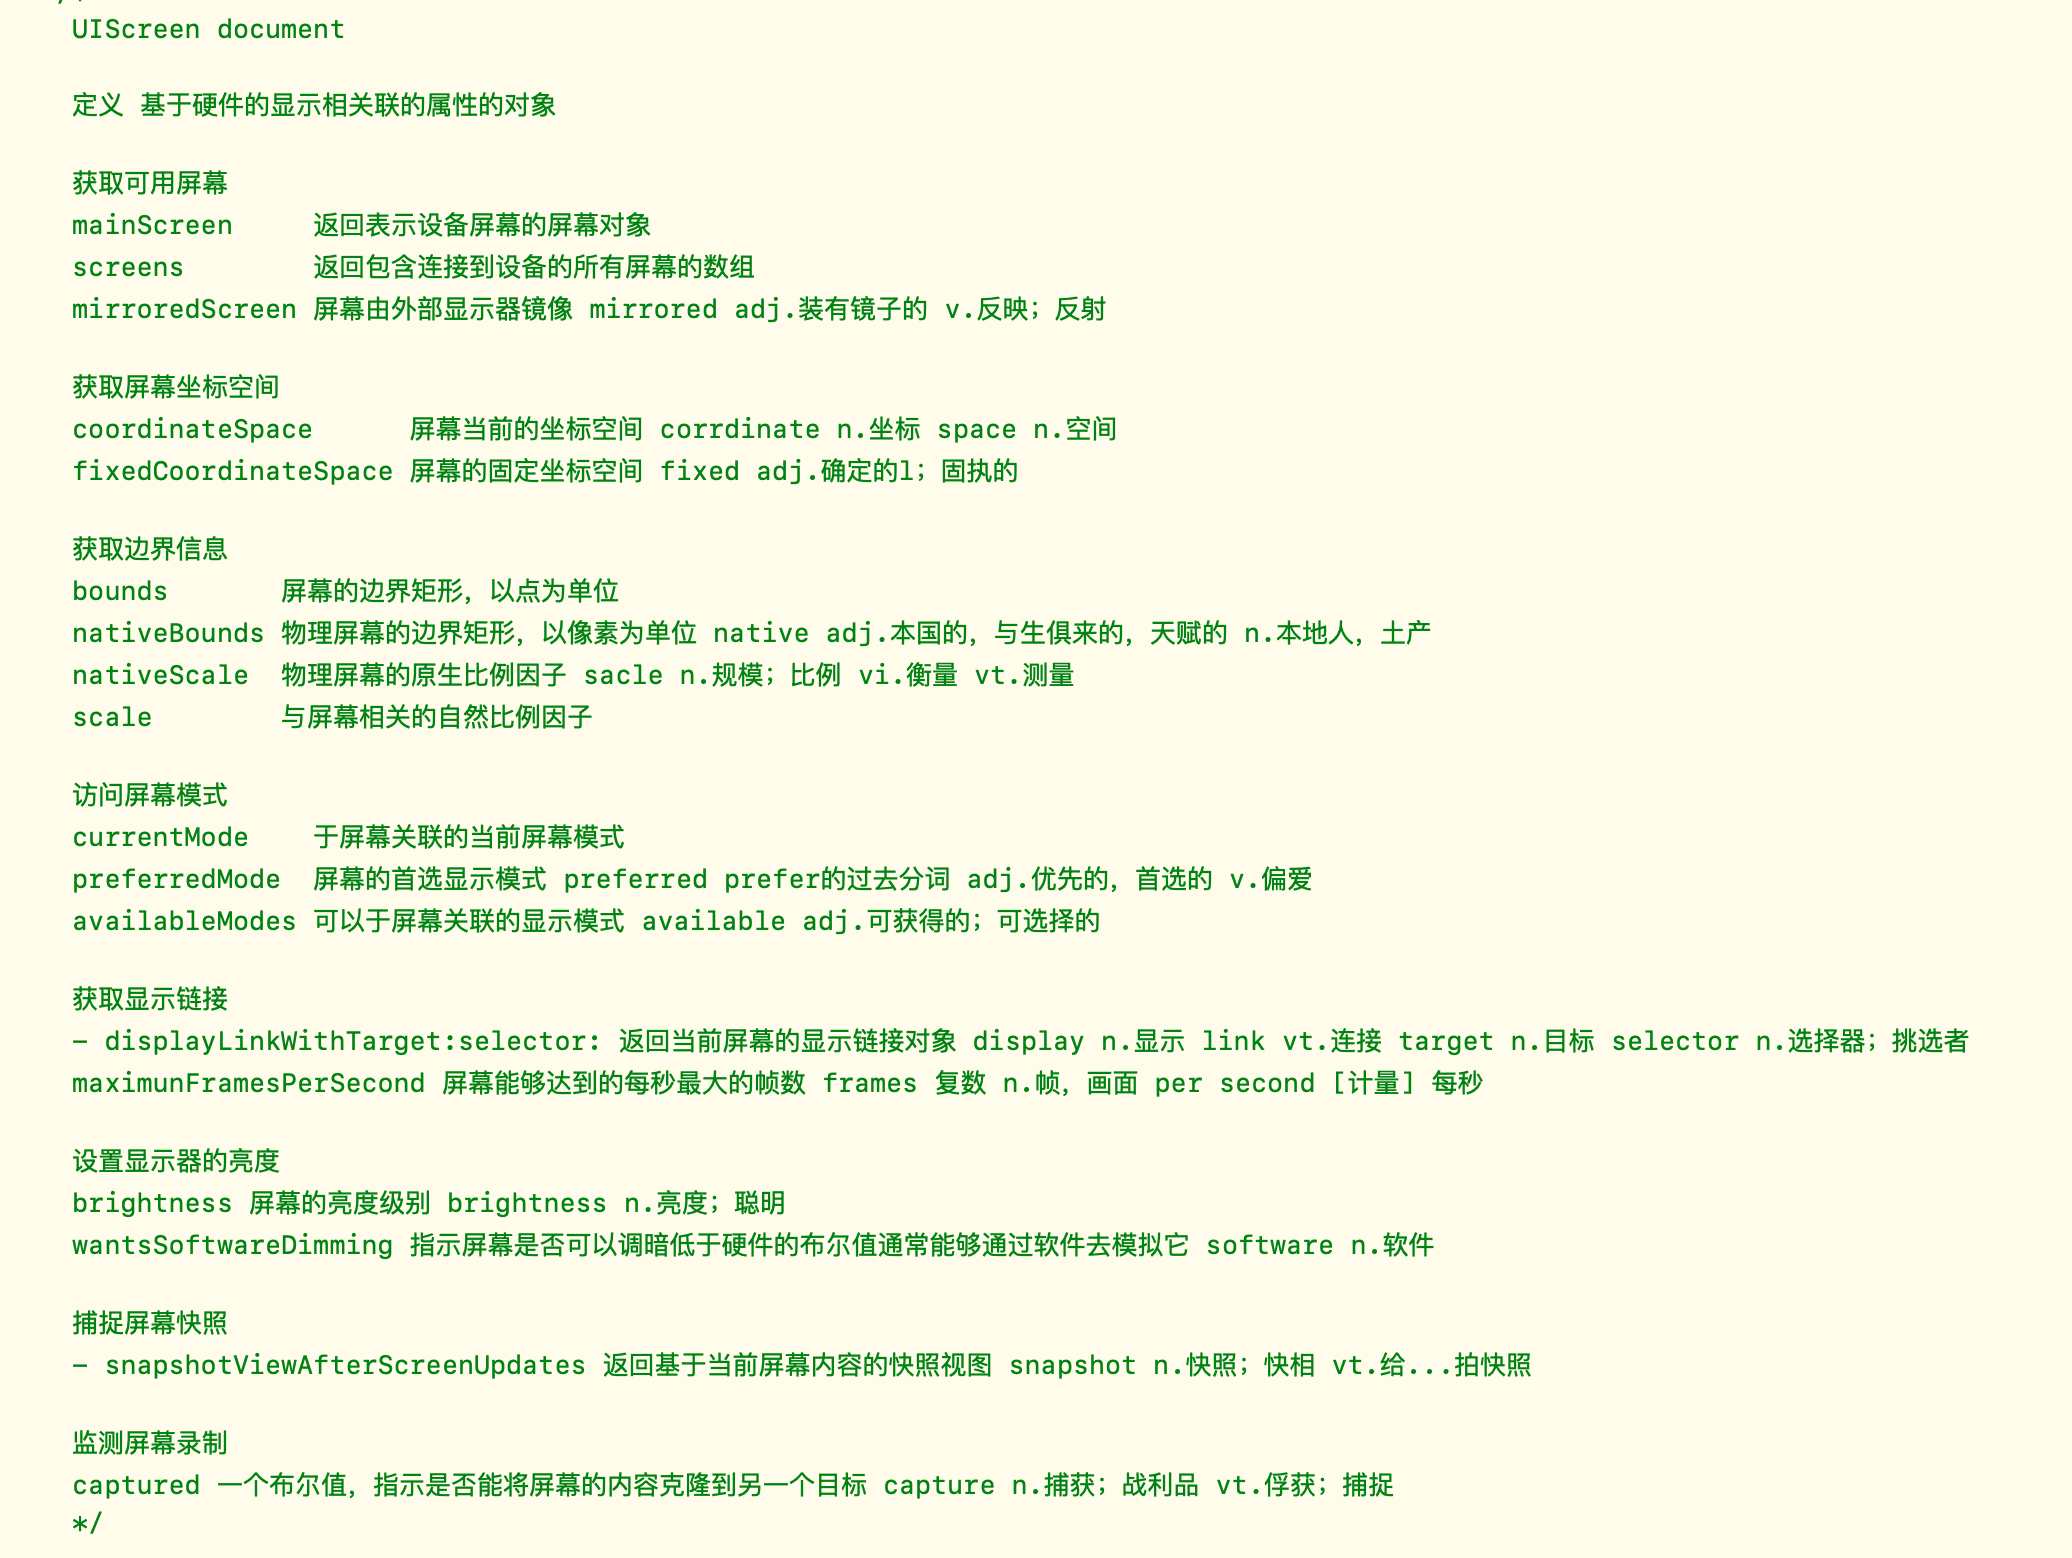 UIScreen document
定义 基于硬件的显示相关联的属性的对象
获取可用屏幕
mainScreen     返回表示设备屏幕的屏幕对象
screens        返回包含连接到设备的所有屏幕的数组
mirroredScreen 屏幕由外部显示器镜像 mirrored adj.装有镜子的 v.反映；反射
获取屏幕坐标空间
coordinateSpace      屏幕当前的坐标空间 corrdinate n.坐标 space n.空间
fixedCoordinateSpace 屏幕的固定坐标空间 fixed adj.确定的l；固执的
获取边界信息
bounds       屏幕的边界矩形，以点为单位
nativeBounds 物理屏幕的边界矩形，以像素为单位 native adj.本国的，与生俱来的，天赋的 n.本地人，土产
nativeScale  物理屏幕的原生比例因子 sacle n.规模；比例 vi.衡量 vt.测量
scale        与屏幕相关的自然比例因子
访问屏幕模式
currentMode    于屏幕关联的当前屏幕模式
preferredMode  屏幕的首选显示模式 preferred prefer的过去分词 adj.优先的，首选的 v.偏爱
availableModes 可以于屏幕关联的显示模式 available adj.可获得的；可选择的
获取显示链接
- displayLinkWithTarget:selector: 返回当前屏幕的显示链接对象 display n.显示 link vt.连接 target n.目标 selector n.选择器；挑选者
maximunFramesPerSecond 屏幕能够达到的每秒最大的帧数 frames 复数 n.帧，画面 per second [计量] 每秒
设置显示器的亮度
brightness 屏幕的亮度级别 brightness n.亮度；聪明
wantsSoftwareDimming 指示屏幕是否可以调暗低于硬件的布尔值通常能够通过软件去模拟它 software n.软件
捕捉屏幕快照
- snapshotViewAfterScreenUpdates 返回基于当前屏幕内容的快照视图 snapshot n.快照；快相 vt.给...拍快照
监测屏幕录制
captured 一个布尔值，指示是否能将屏幕的内容克隆到另一个目标 capture n.捕获；战利品 vt.俘获；捕捉
*/